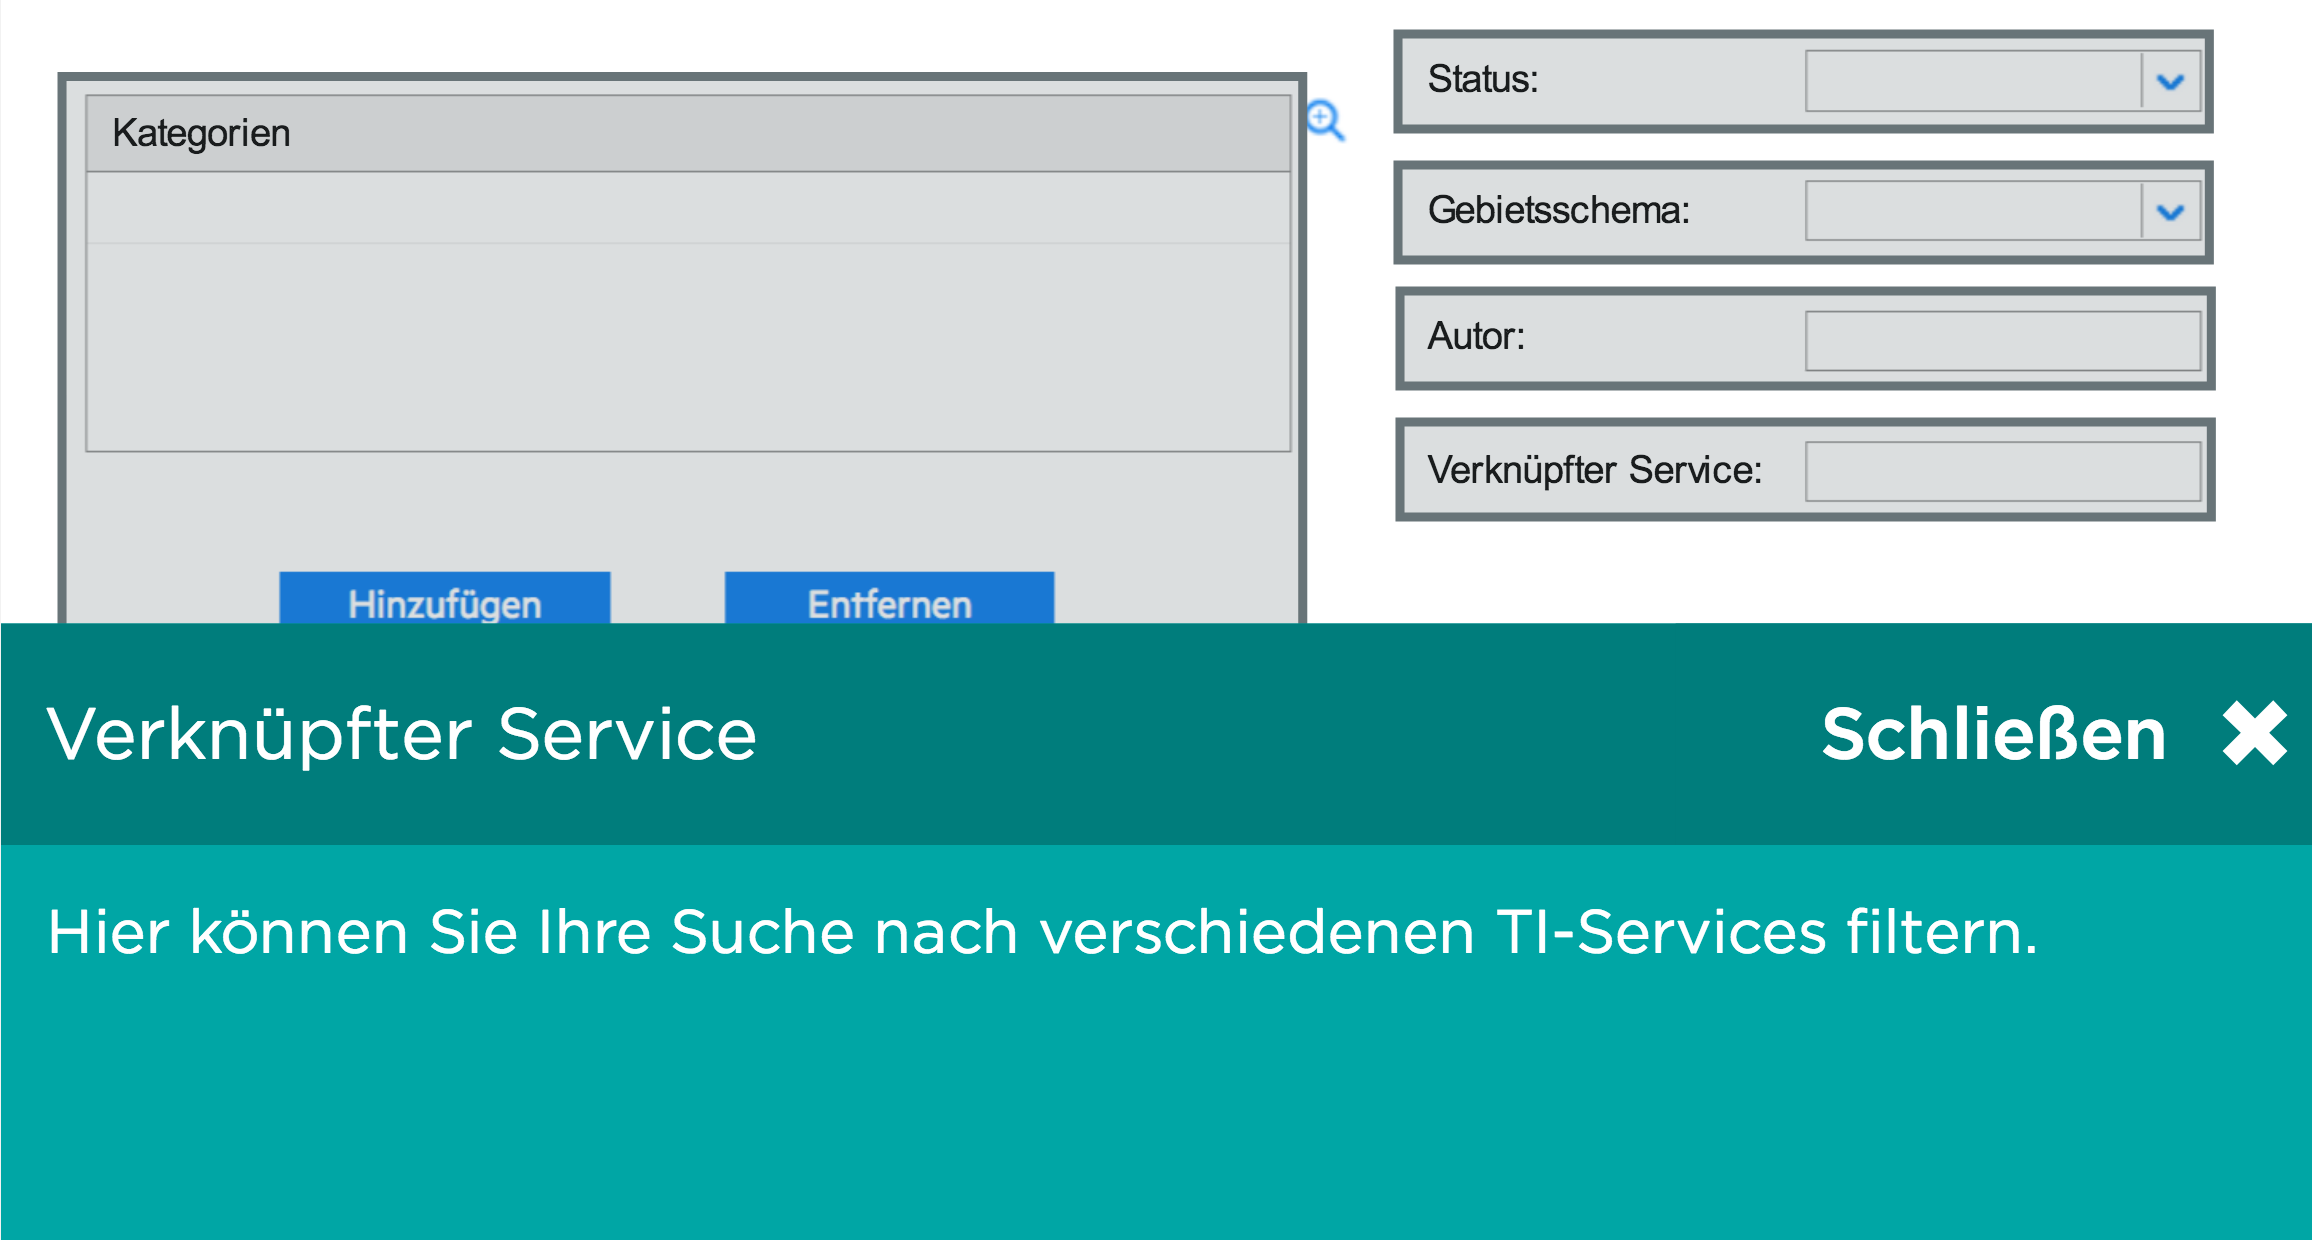 Kategorien
Status:
Gebietsschema:
Autor:
Verknüpfter Service:
Hinzufügen
Entfernen
Verknüpfter Service
Schließen ✖
Hier können Sie Ihre Suche nach verschiedenen TI-Services filtern.